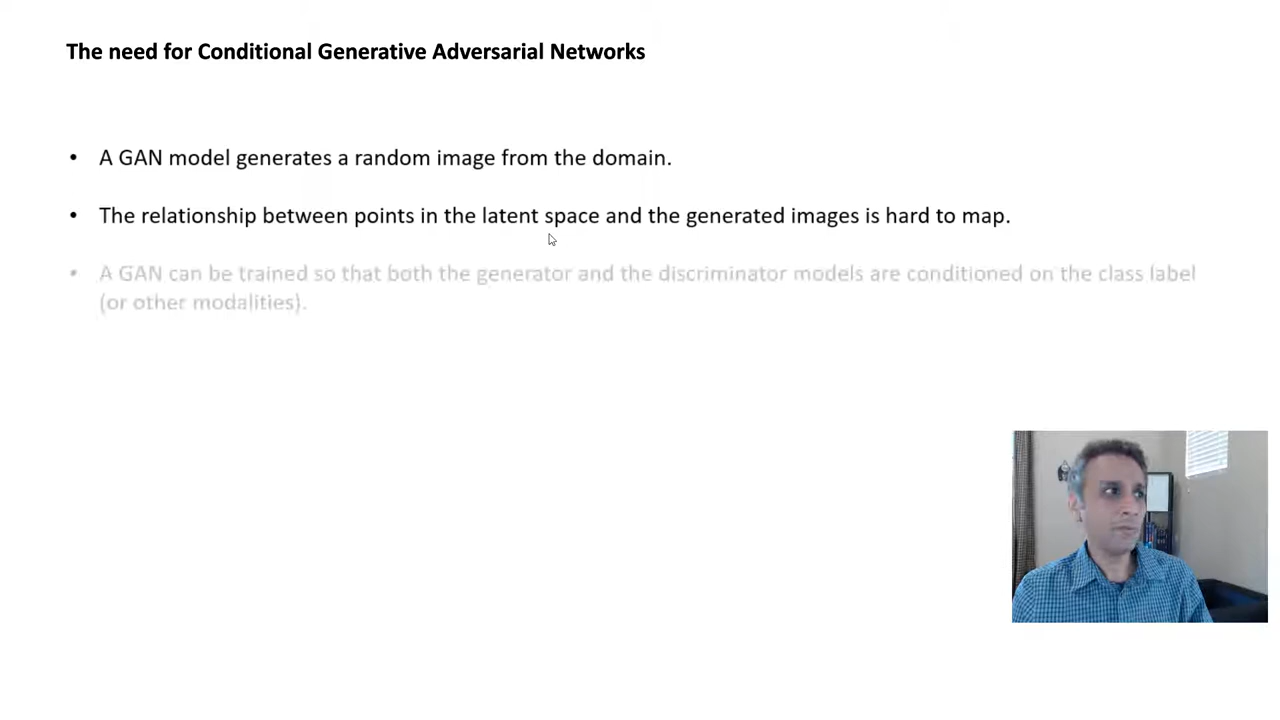 The need for Conditional Generative Adversarial Networks
• A GAN model generates a random image from the domain.
• The relationship between points in the latent space and the generated images is hard to map.
• A GAN can be trained so that both the generator and the discriminator models are conditioned on the class label
(or other modalities).